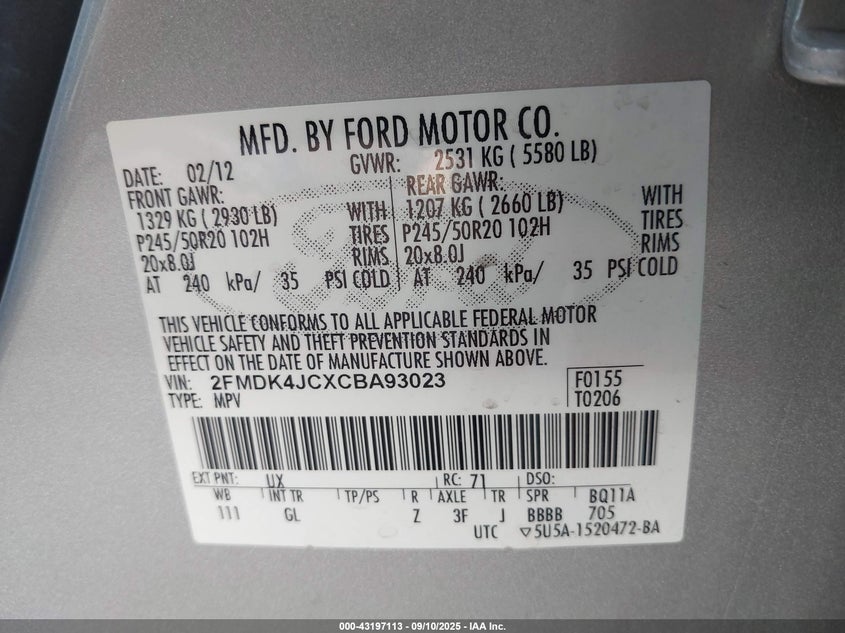 MFD. BY FORD MOTOR CO.
DATE: 02/12 GVWR: 2531 KG ( 5580 LB)
FRONT GAWR: REAR GAWR:
1329 KG ( 2930 LB) WITH 1207 KG ( 2660 LB) WITH
P245/50R20 102H TIRES P245/50R20 102H TIRES
20x8.0J RIMS 20x8.0J RIMS
AT 240 kPa/ 35 PSI COLD AT 240 kPa/ 35 PSI COLD
THIS VEHICLE CONFORMS TO ALL APPLICABLE FEDERAL MOTOR
VEHICLE SAFETY AND THEFT PREVENTION STANDARDS IN
EFFECT ON THE DATE OF MANUFACTURE SHOWN ABOVE.
VIN: 2FMDK4JCXCBA93023 F0155
TYPE: MPV T0206
EXT PNT: UX RC: 71 DSO:
WB INT TR TP/PS R AXLE TR SPR BQ11A
111 GL Z 3F J BBBB 705
UTC ▽5U5A-1520472-BA
000-43197113 - 09/10/2025 - IAA Inc.